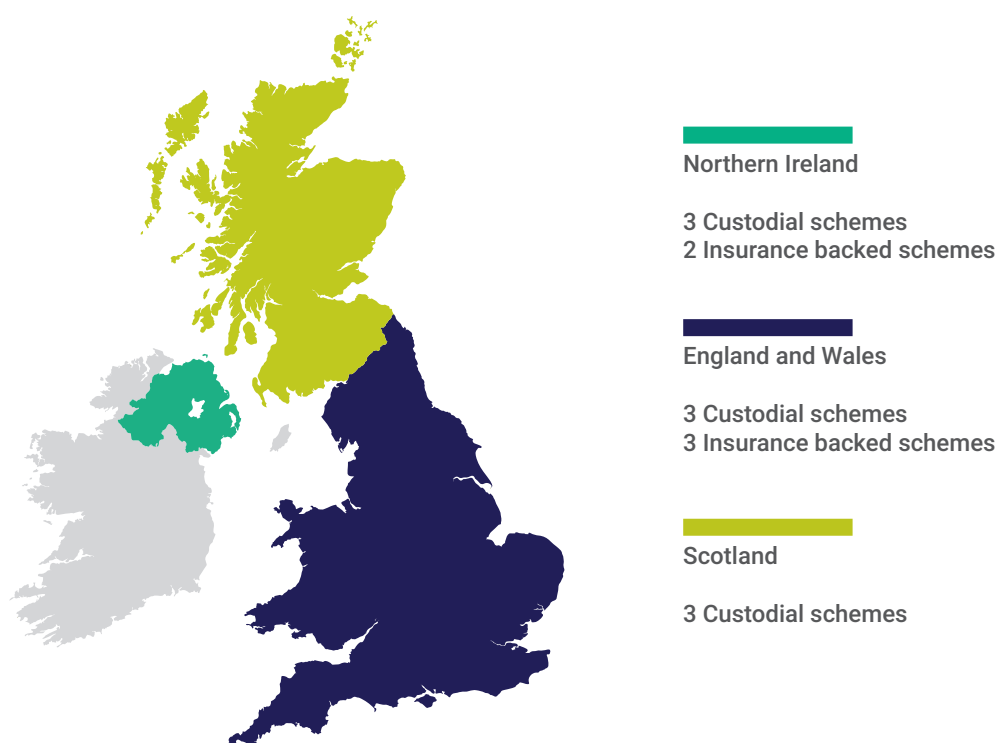 Northern Ireland
3 Custodial schemes
2 Insurance backed schemes
England and Wales
3 Custodial schemes
3 Insurance backed schemes
Scotland
3 Custodial schemes